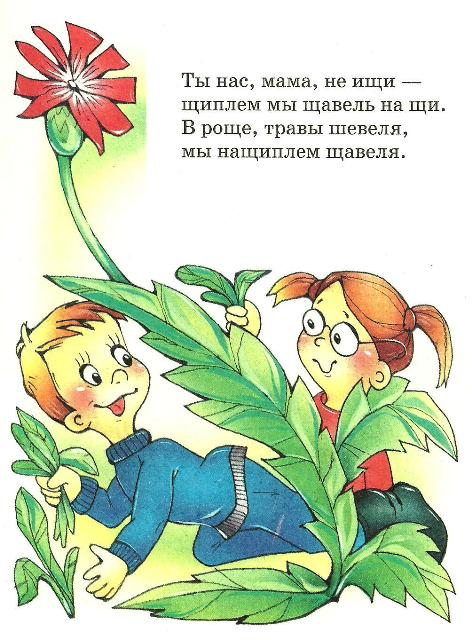 Ты нас, мама, не ищи —
щиплем мы щавель на щи.
В роще, травы шевеля,
мы нащиплем щавеля.